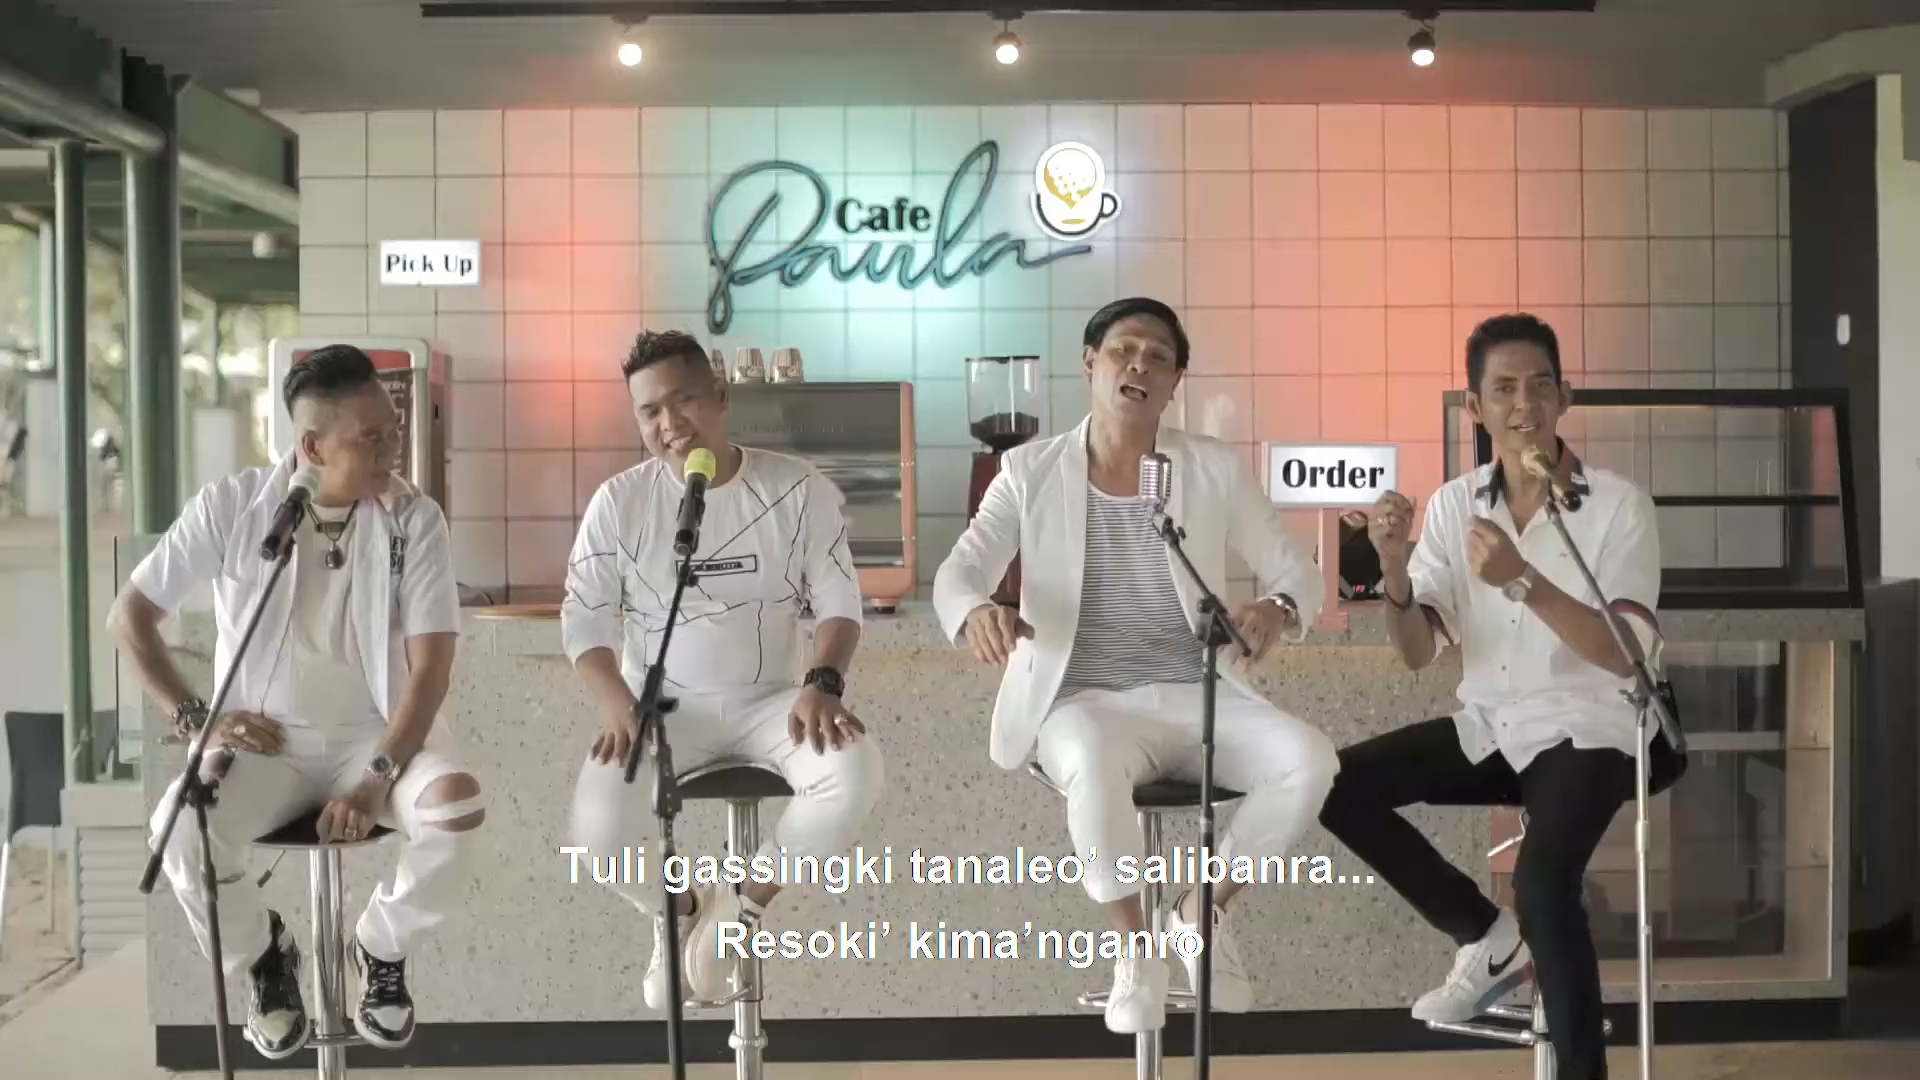 Cafe
Paula
Pick Up
Order
Tuli gassingki tanaleo’ salibanra...
Resoki’ kima’nganro